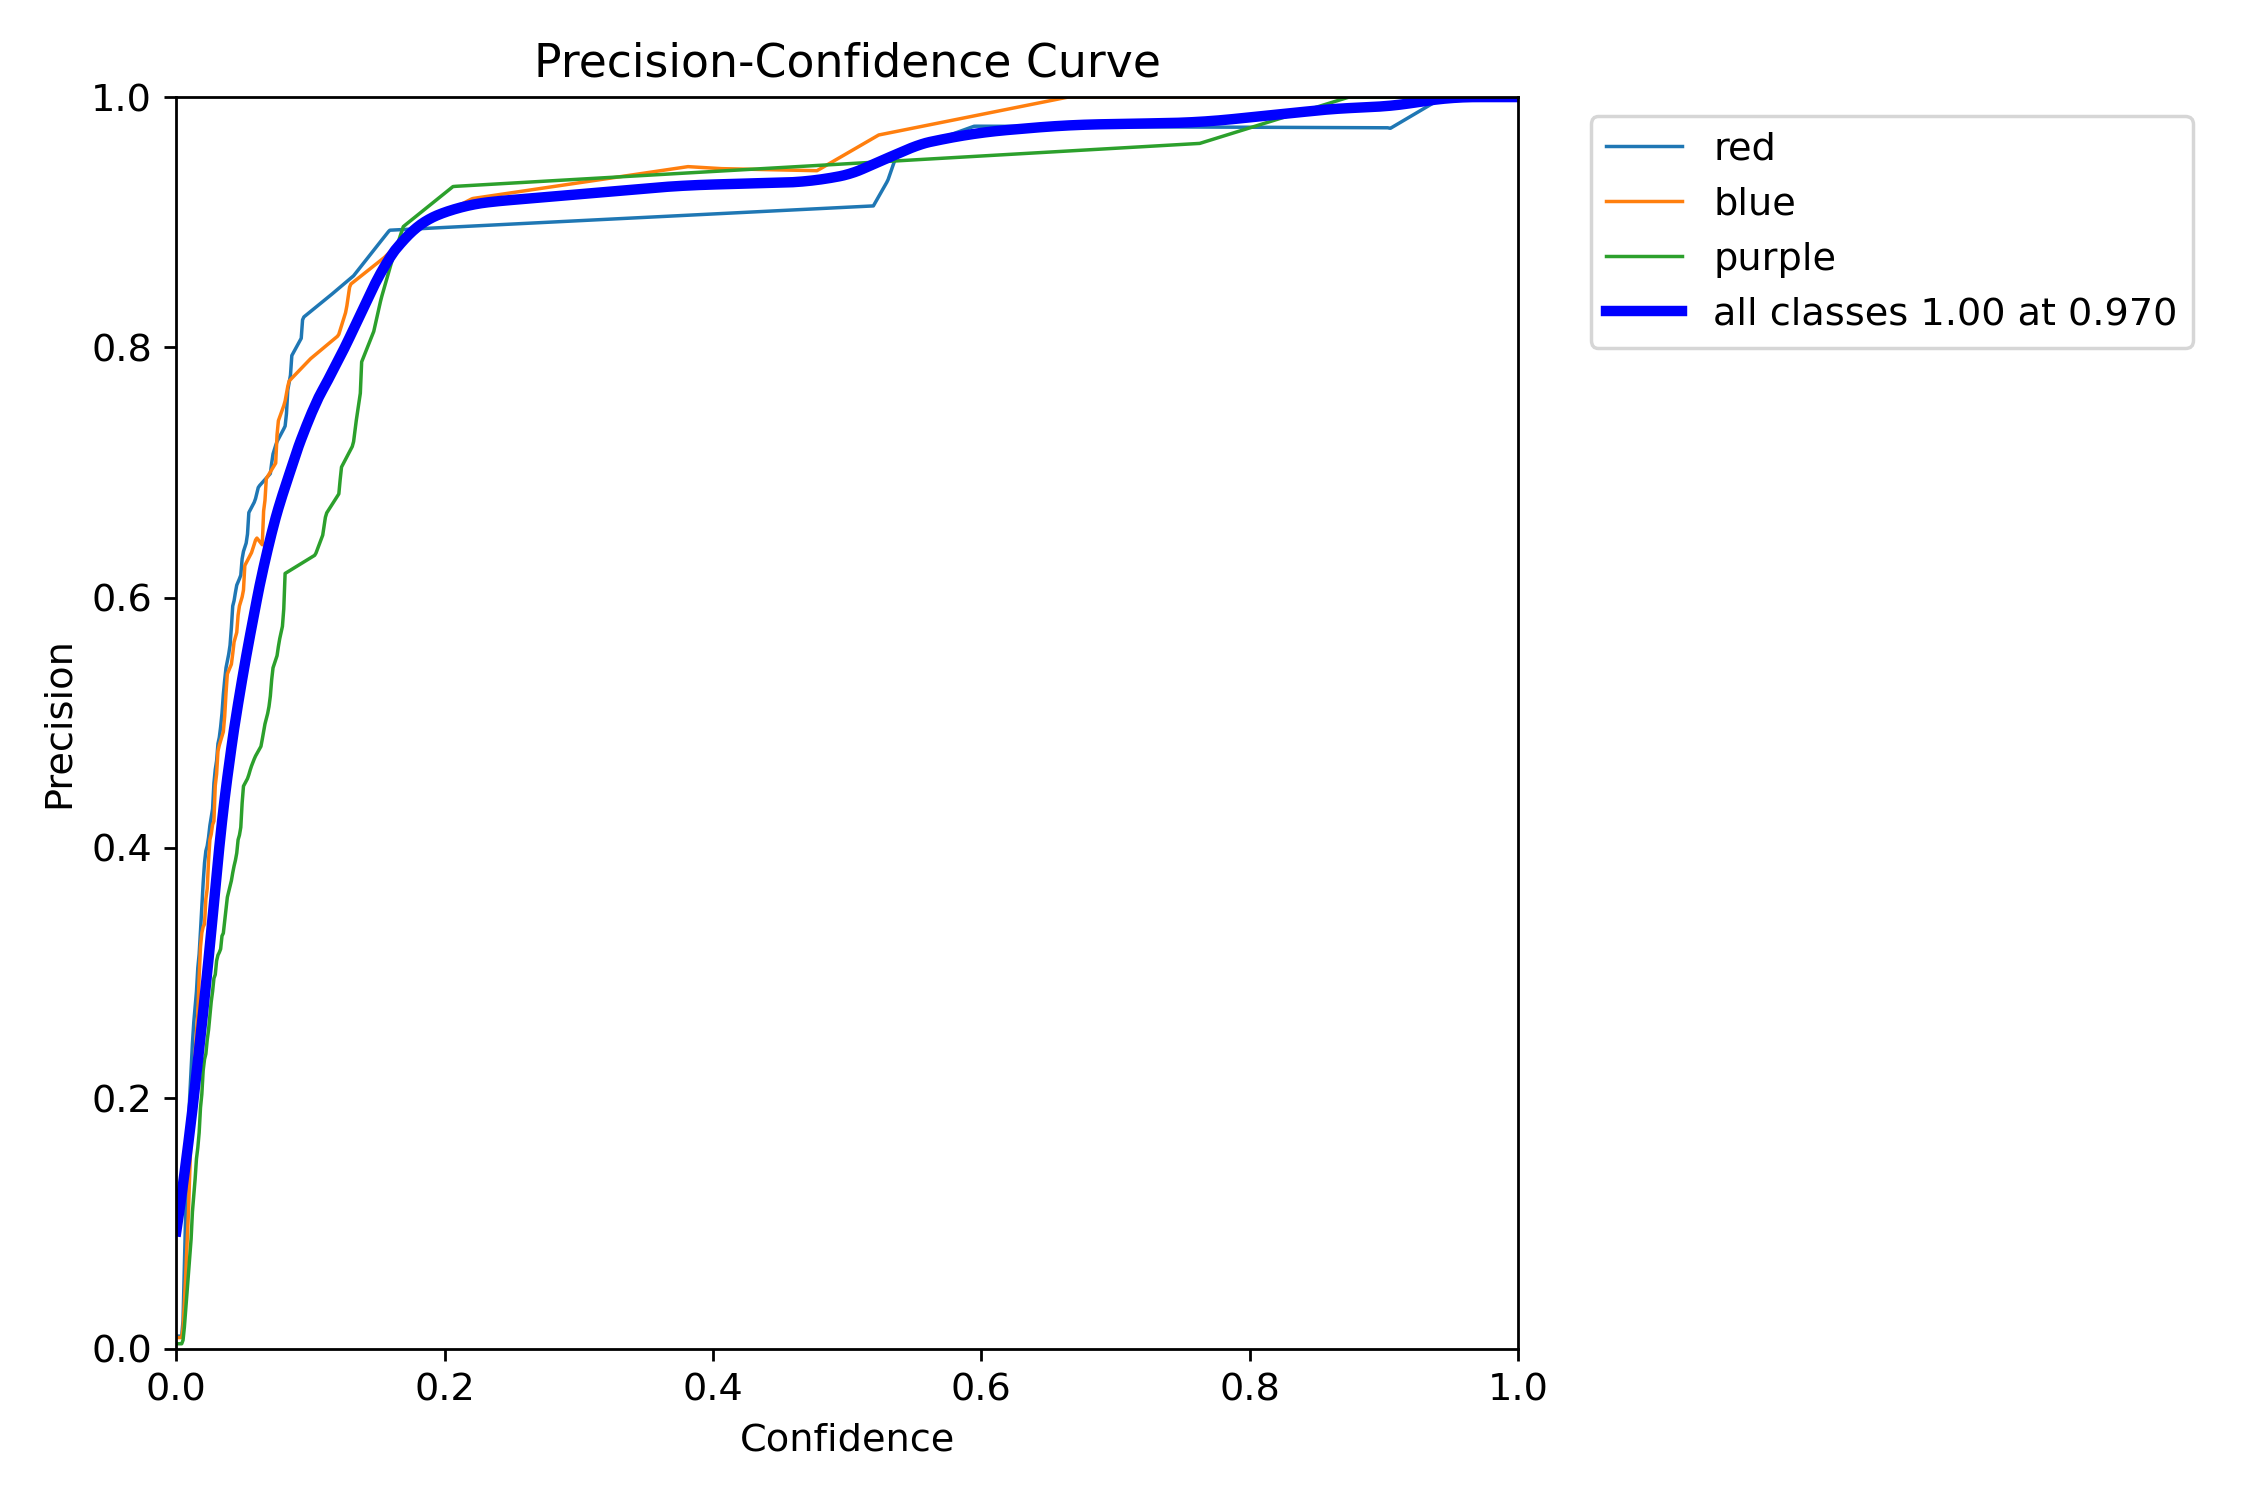 Precision-Confidence Curve
1.0
0.8
0.6
0.4
0.2
0.0
Precision
0.0 0.2 0.4 0.6 0.8 1.0
Confidence
red
blue
purple
all classes 1.00 at 0.970